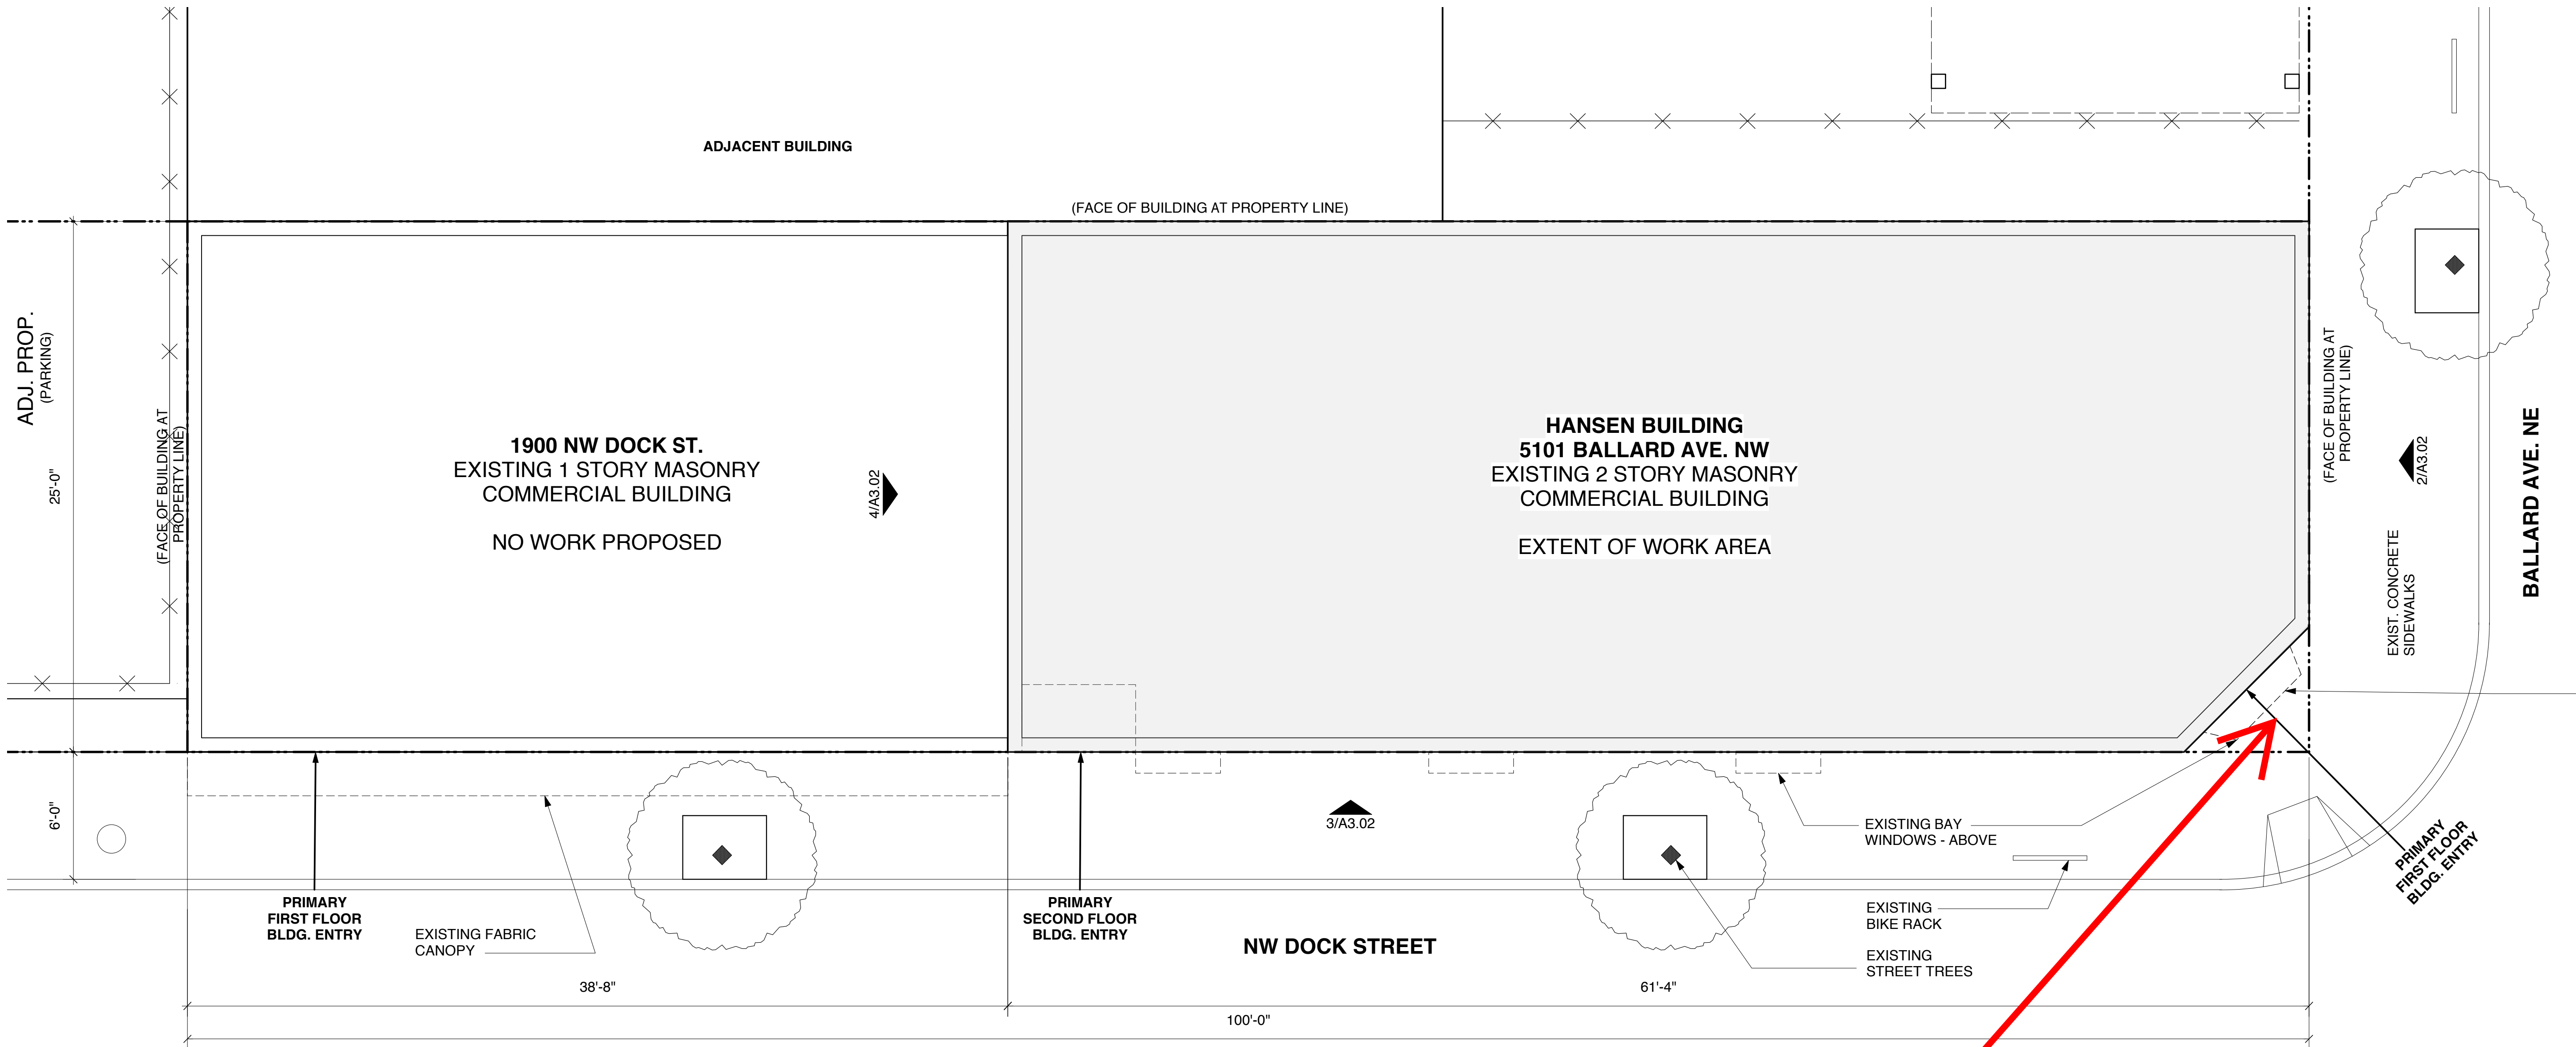 ADJACENT BUILDING
(FACE OF BUILDING AT PROPERTY LINE)
ADJ. PROP.
(PARKING)
25'-0"
6'-0"
(FACE OF BUILDING AT
PROPERTY LINE)
1900 NW DOCK ST.
EXISTING 1 STORY MASONRY
COMMERCIAL BUILDING
NO WORK PROPOSED
4/A3.02
HANSEN BUILDING
5101 BALLARD AVE. NW
EXISTING 2 STORY MASONRY
COMMERCIAL BUILDING
EXTENT OF WORK AREA
(FACE OF BUILDING AT
PROPERTY LINE)
2/A3.02
BALLARD AVE. NE
EXIST. CONCRETE
SIDEWALKS
3/A3.02
EXISTING BAY
WINDOWS - ABOVE
PRIMARY
FIRST FLOOR
BLDG. ENTRY
PRIMARY
FIRST FLOOR
BLDG. ENTRY
EXISTING FABRIC
CANOPY
PRIMARY
SECOND FLOOR
BLDG. ENTRY
NW DOCK STREET
EXISTING
BIKE RACK
EXISTING
STREET TREES
38'-8"
61'-4"
100'-0"